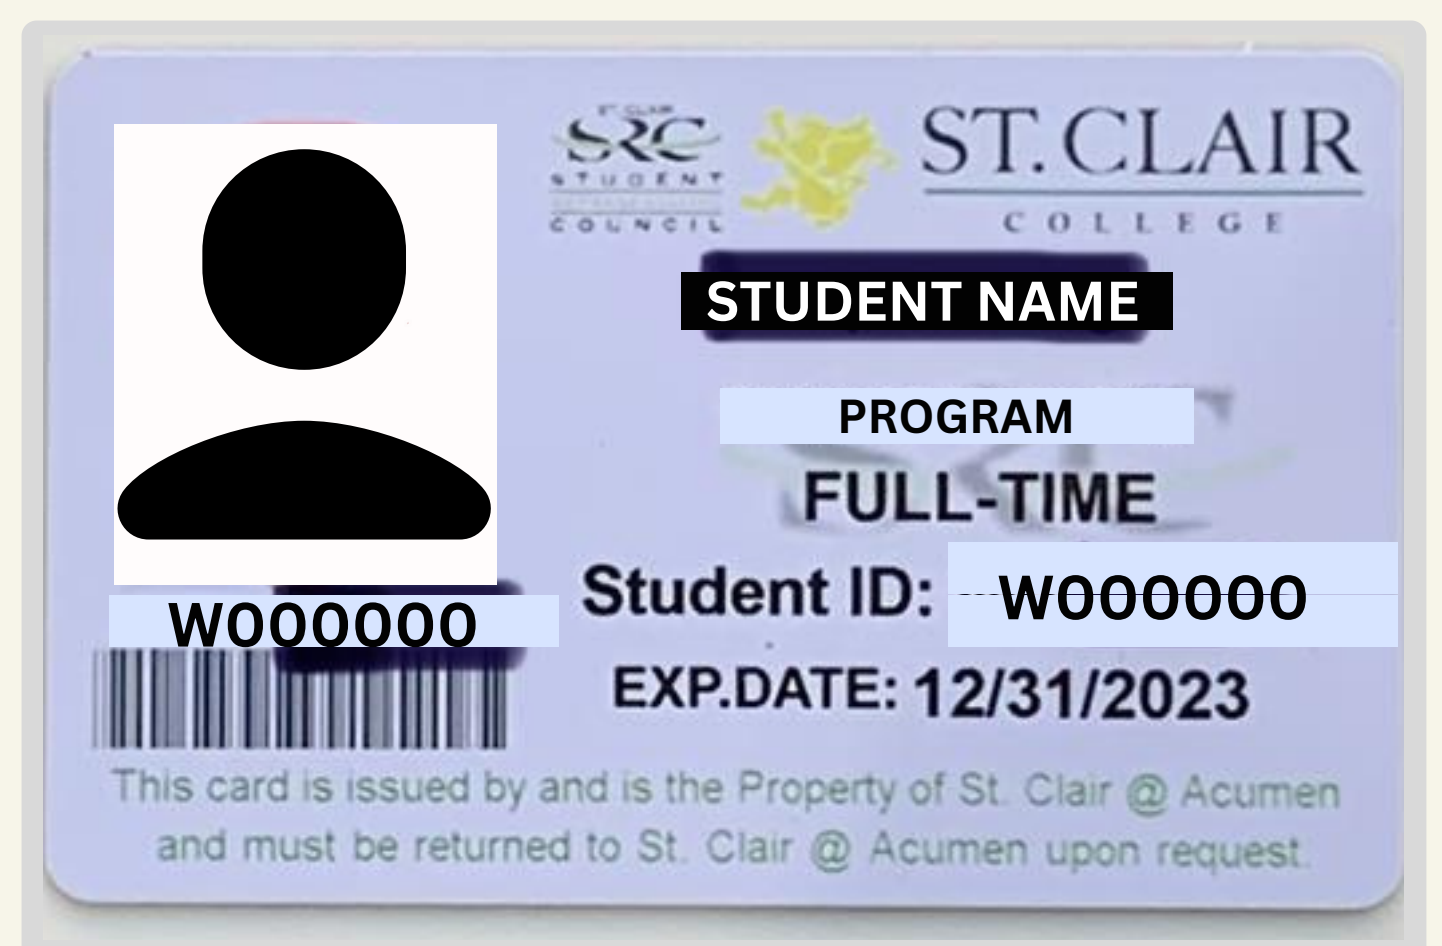 ST. CLAIR
SRC
STUDENT
COUNCIL
ST. CLAIR
COLLEGE
STUDENT NAME
PROGRAM
FULL-TIME
Student ID: W000000
W000000
EXP.DATE: 12/31/2023
This card is issued by and is the Property of St. Clair @ Acumen
and must be returned to St. Clair @ Acumen upon request.